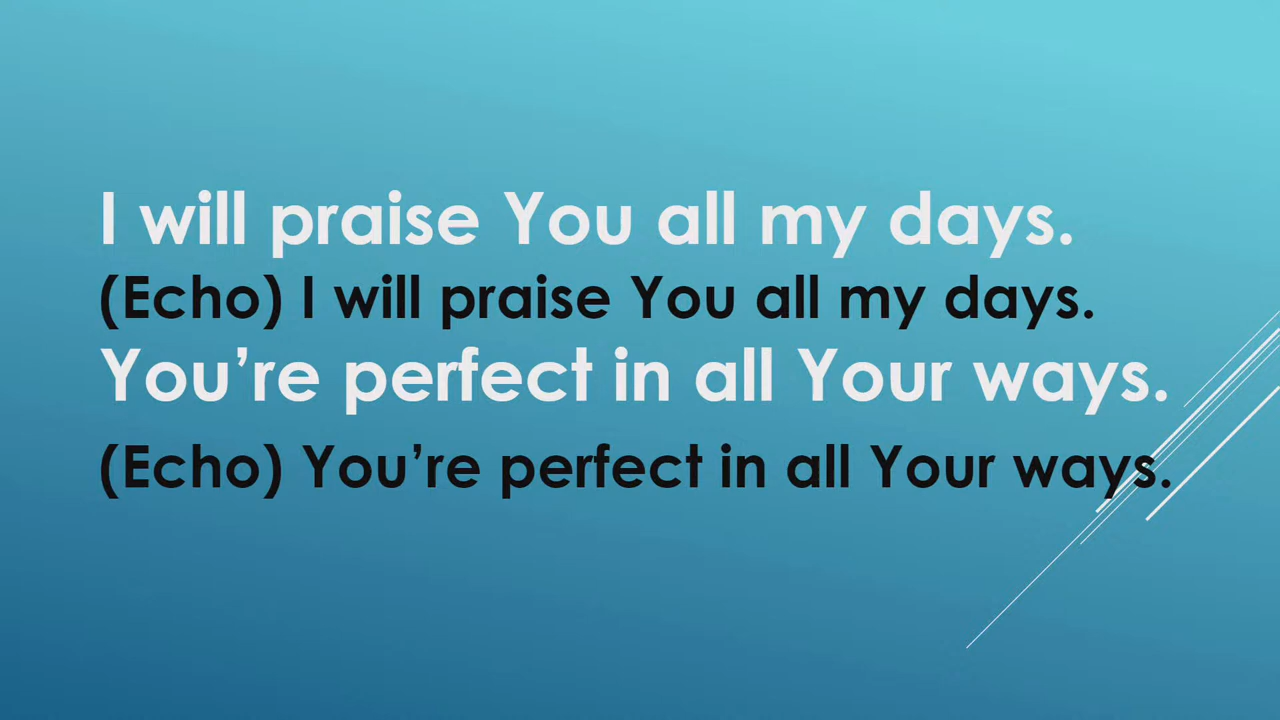 I will praise You all my days.
(Echo) I will praise You all my days.
You’re perfect in all Your ways.
(Echo) You’re perfect in all Your ways.